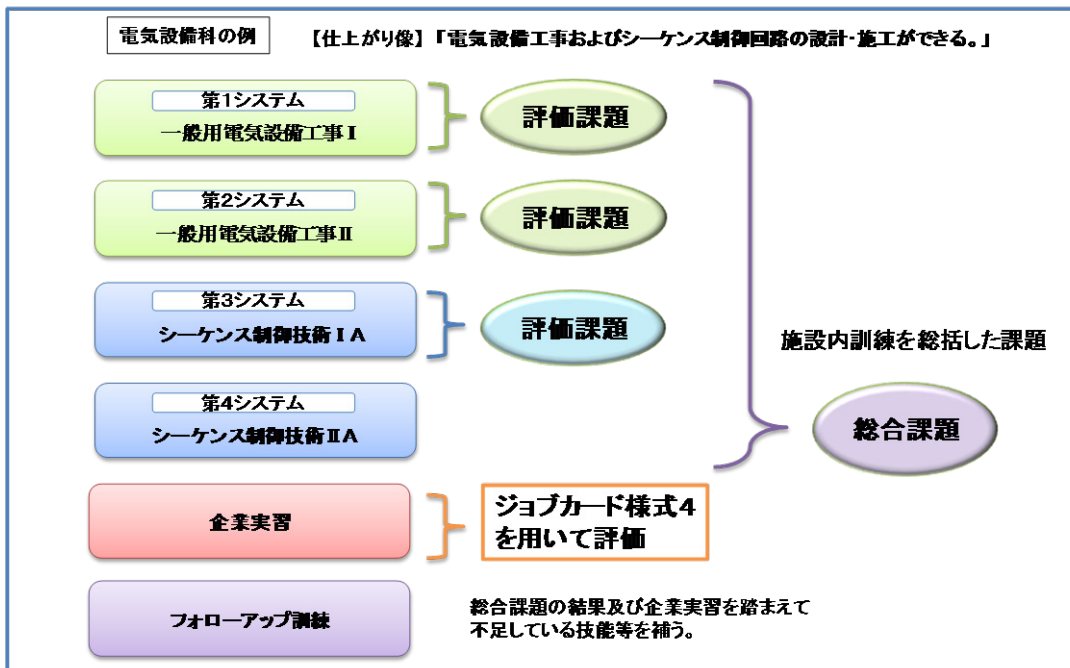 電気設備科の例
【仕上がり像】「電気設備工事およびシーケンス制御回路の設計・施工ができる。」
第1システム
一般用電気設備工事Ⅰ
評価課題
第2システム
一般用電気設備工事Ⅱ
評価課題
第3システム
シーケンス制御技術ⅠA
評価課題
施設内訓練を総括した課題
第4システム
シーケンス制御技術ⅡA
総合課題
企業実習
ジョブカード様式4
を用いて評価
フォローアップ訓練
総合課題の結果及び企業実習を踏まえて
不足している技能等を補う。